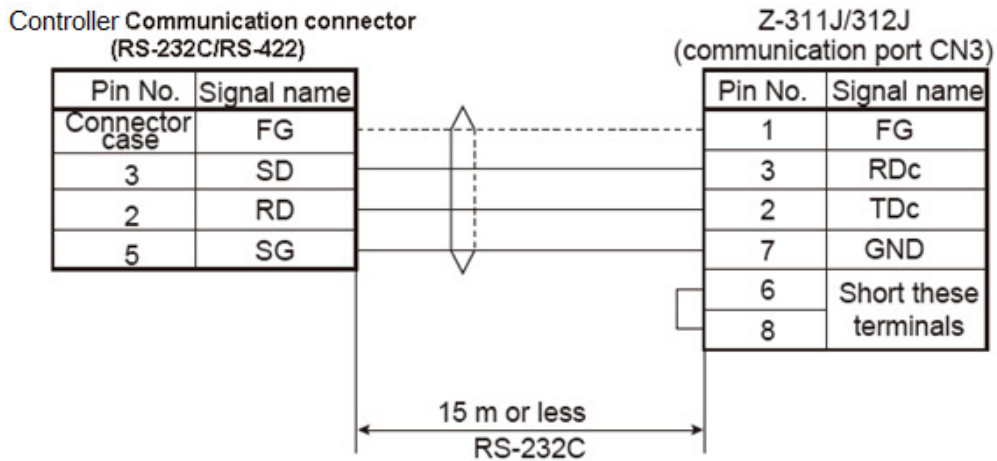 Controller Communication connector
(RS-232C/RS-422)
Z-311J/312J
(communication port CN3)
Pin No. Signal name
Pin No. Signal name
Connector
case
FG
1 FG
3 SD
3 RDc
2 RD
2 TDc
5 SG
7 GND
6
8
Short these
terminals
15 m or less
RS-232C